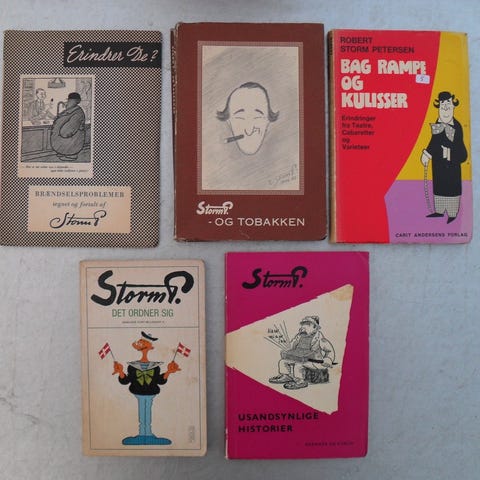 Erindrer De?
BRÆNDSELSPROBLEMER
tegnet og fortalt af
Storm P.
Storm P.
- OG TOBAKKEN
ROBERT
STORM PETERSEN
BAG RAMPE
OG
KULISSER
Erindringer
fra Teatre,
Cabaretter
og
Varieteer
CARIT ANDERSENS FORLAG
Storm P.
DET ORDNER SIG
Storm P.
USANDSYNLIGE
HISTORIER